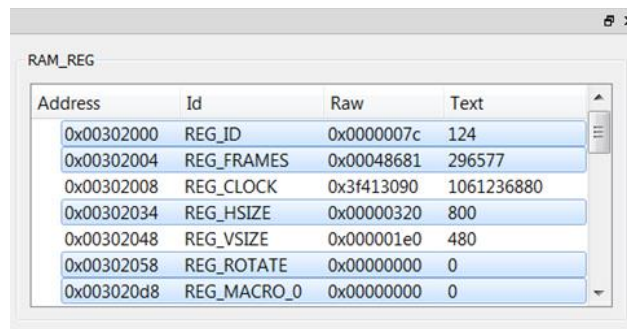 RAM_REG
Address Id Raw Text
0x00302000 REG_ID 0x0000007c 124
0x00302004 REG_FRAMES 0x00048681 296577
0x00302008 REG_CLOCK 0x3f413090 1061236880
0x00302034 REG_HSIZE 0x00000320 800
0x00302048 REG_VSIZE 0x000001e0 480
0x00302058 REG_ROTATE 0x00000000 0
0x003020d8 REG_MACRO_0 0x00000000 0